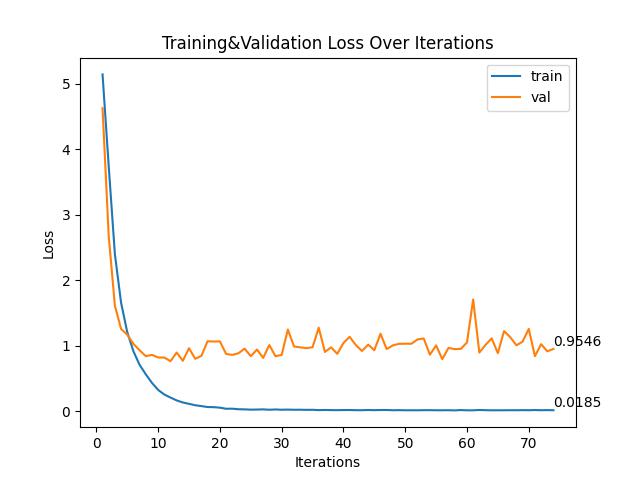 Training&Validation Loss Over Iterations
train
val
5
4
3
2
1
0
Loss
0.9546
0.0185
0 10 20 30 40 50 60 70
Iterations